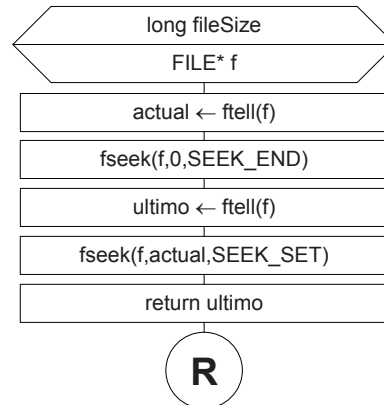 long fileSize
FILE* f
actual ← ftell(f)
fseek(f,0,SEEK_END)
ultimo ← ftell(f)
fseek(f,actual,SEEK_SET)
return ultimo
R